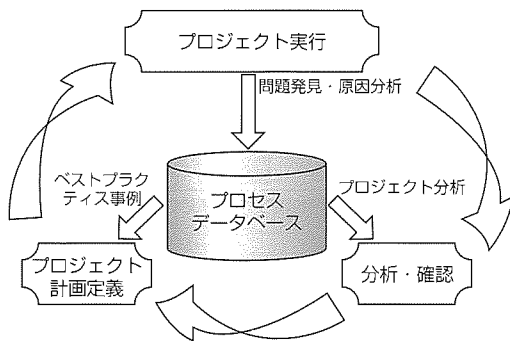 プロジェクト実行
問題発見・原因分析
ベストプラク
ティス事例
プロセス
データベース
プロジェクト分析
プロジェクト
計画定義
分析・確認